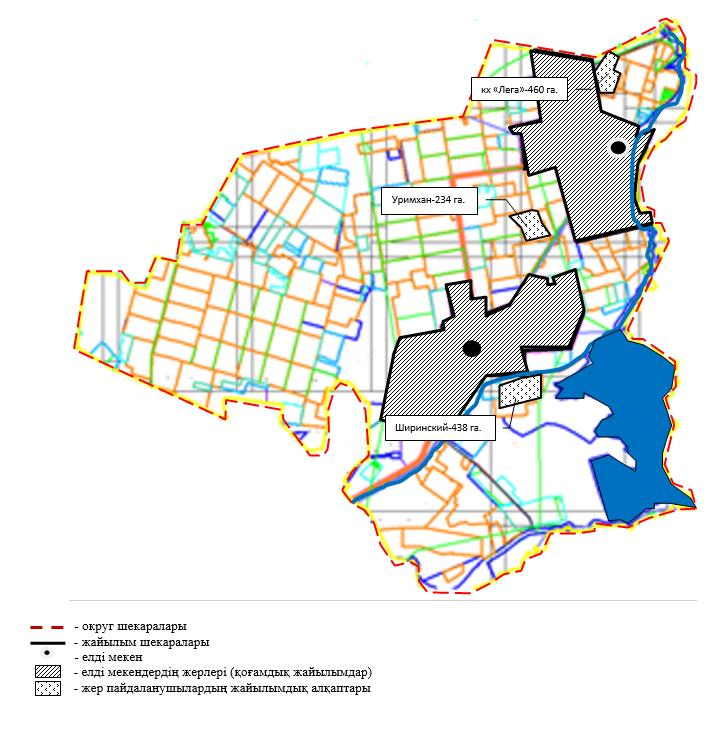 кх «Лега»-460 га.
Уримхан-234 га.
Ширинский-438 га.
- округ шекаралары
- жайылым шекаралары
- елді мекен
- елді мекендердің жерлері (қоғамдық жайылымдар)
- жер пайдаланушылардың жайылымдық алқаптары